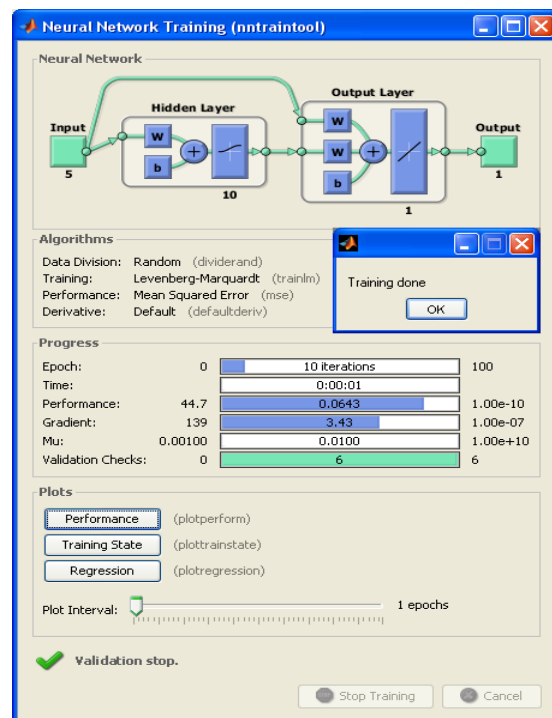 Neural Network Training (nntraintool)
Neural Network
Hidden Layer
Output Layer
Input
W
b
W
W
b
Output
5
10
1
1
Algorithms
Data Division: Random (dividerand)
Training: Levenberg-Marquardt (trainlm)
Performance: Mean Squared Error (mse)
Derivative: Default (defaultderiv)
Training done
OK
Progress
Epoch: 0 10 iterations 100
Time: 0:00:01
Performance: 44.7 0.0643 1.00e-10
Gradient: 139 3.43 1.00e-07
Mu: 0.00100 0.0100 1.00e+10
Validation Checks: 0 6 6
Plots
Performance (plotperform)
Training State (plottrainstate)
Regression (plotregression)
Plot Interval: 1 epochs
Validation stop.
Stop Training
Cancel